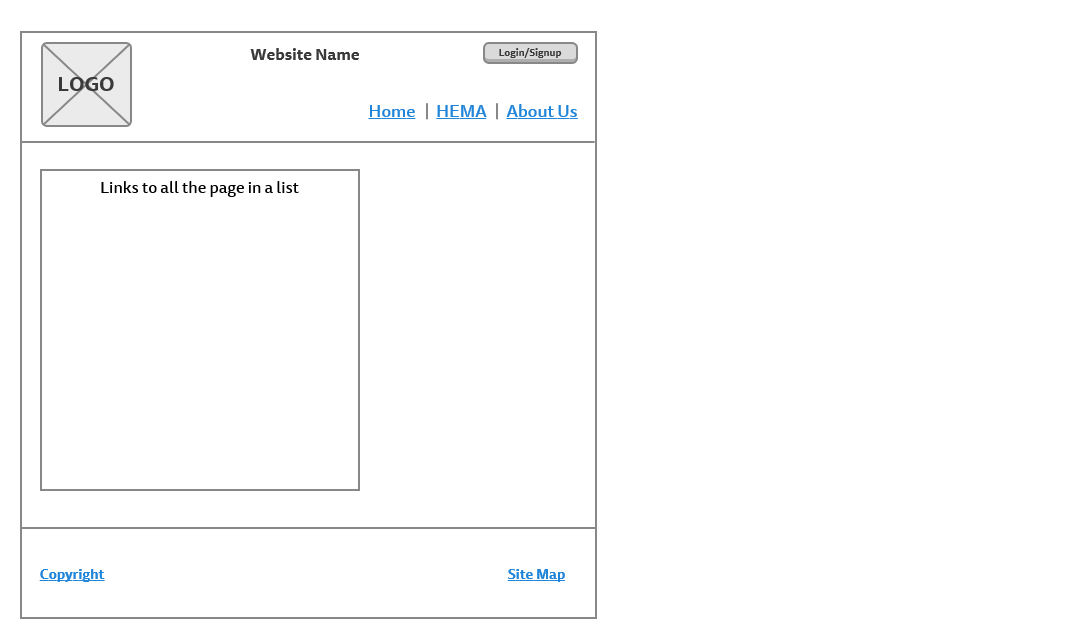 Website Name
Login/Signup
LOGO
Home | HEMA | About Us
Links to all the page in a list
Copyright
Site Map